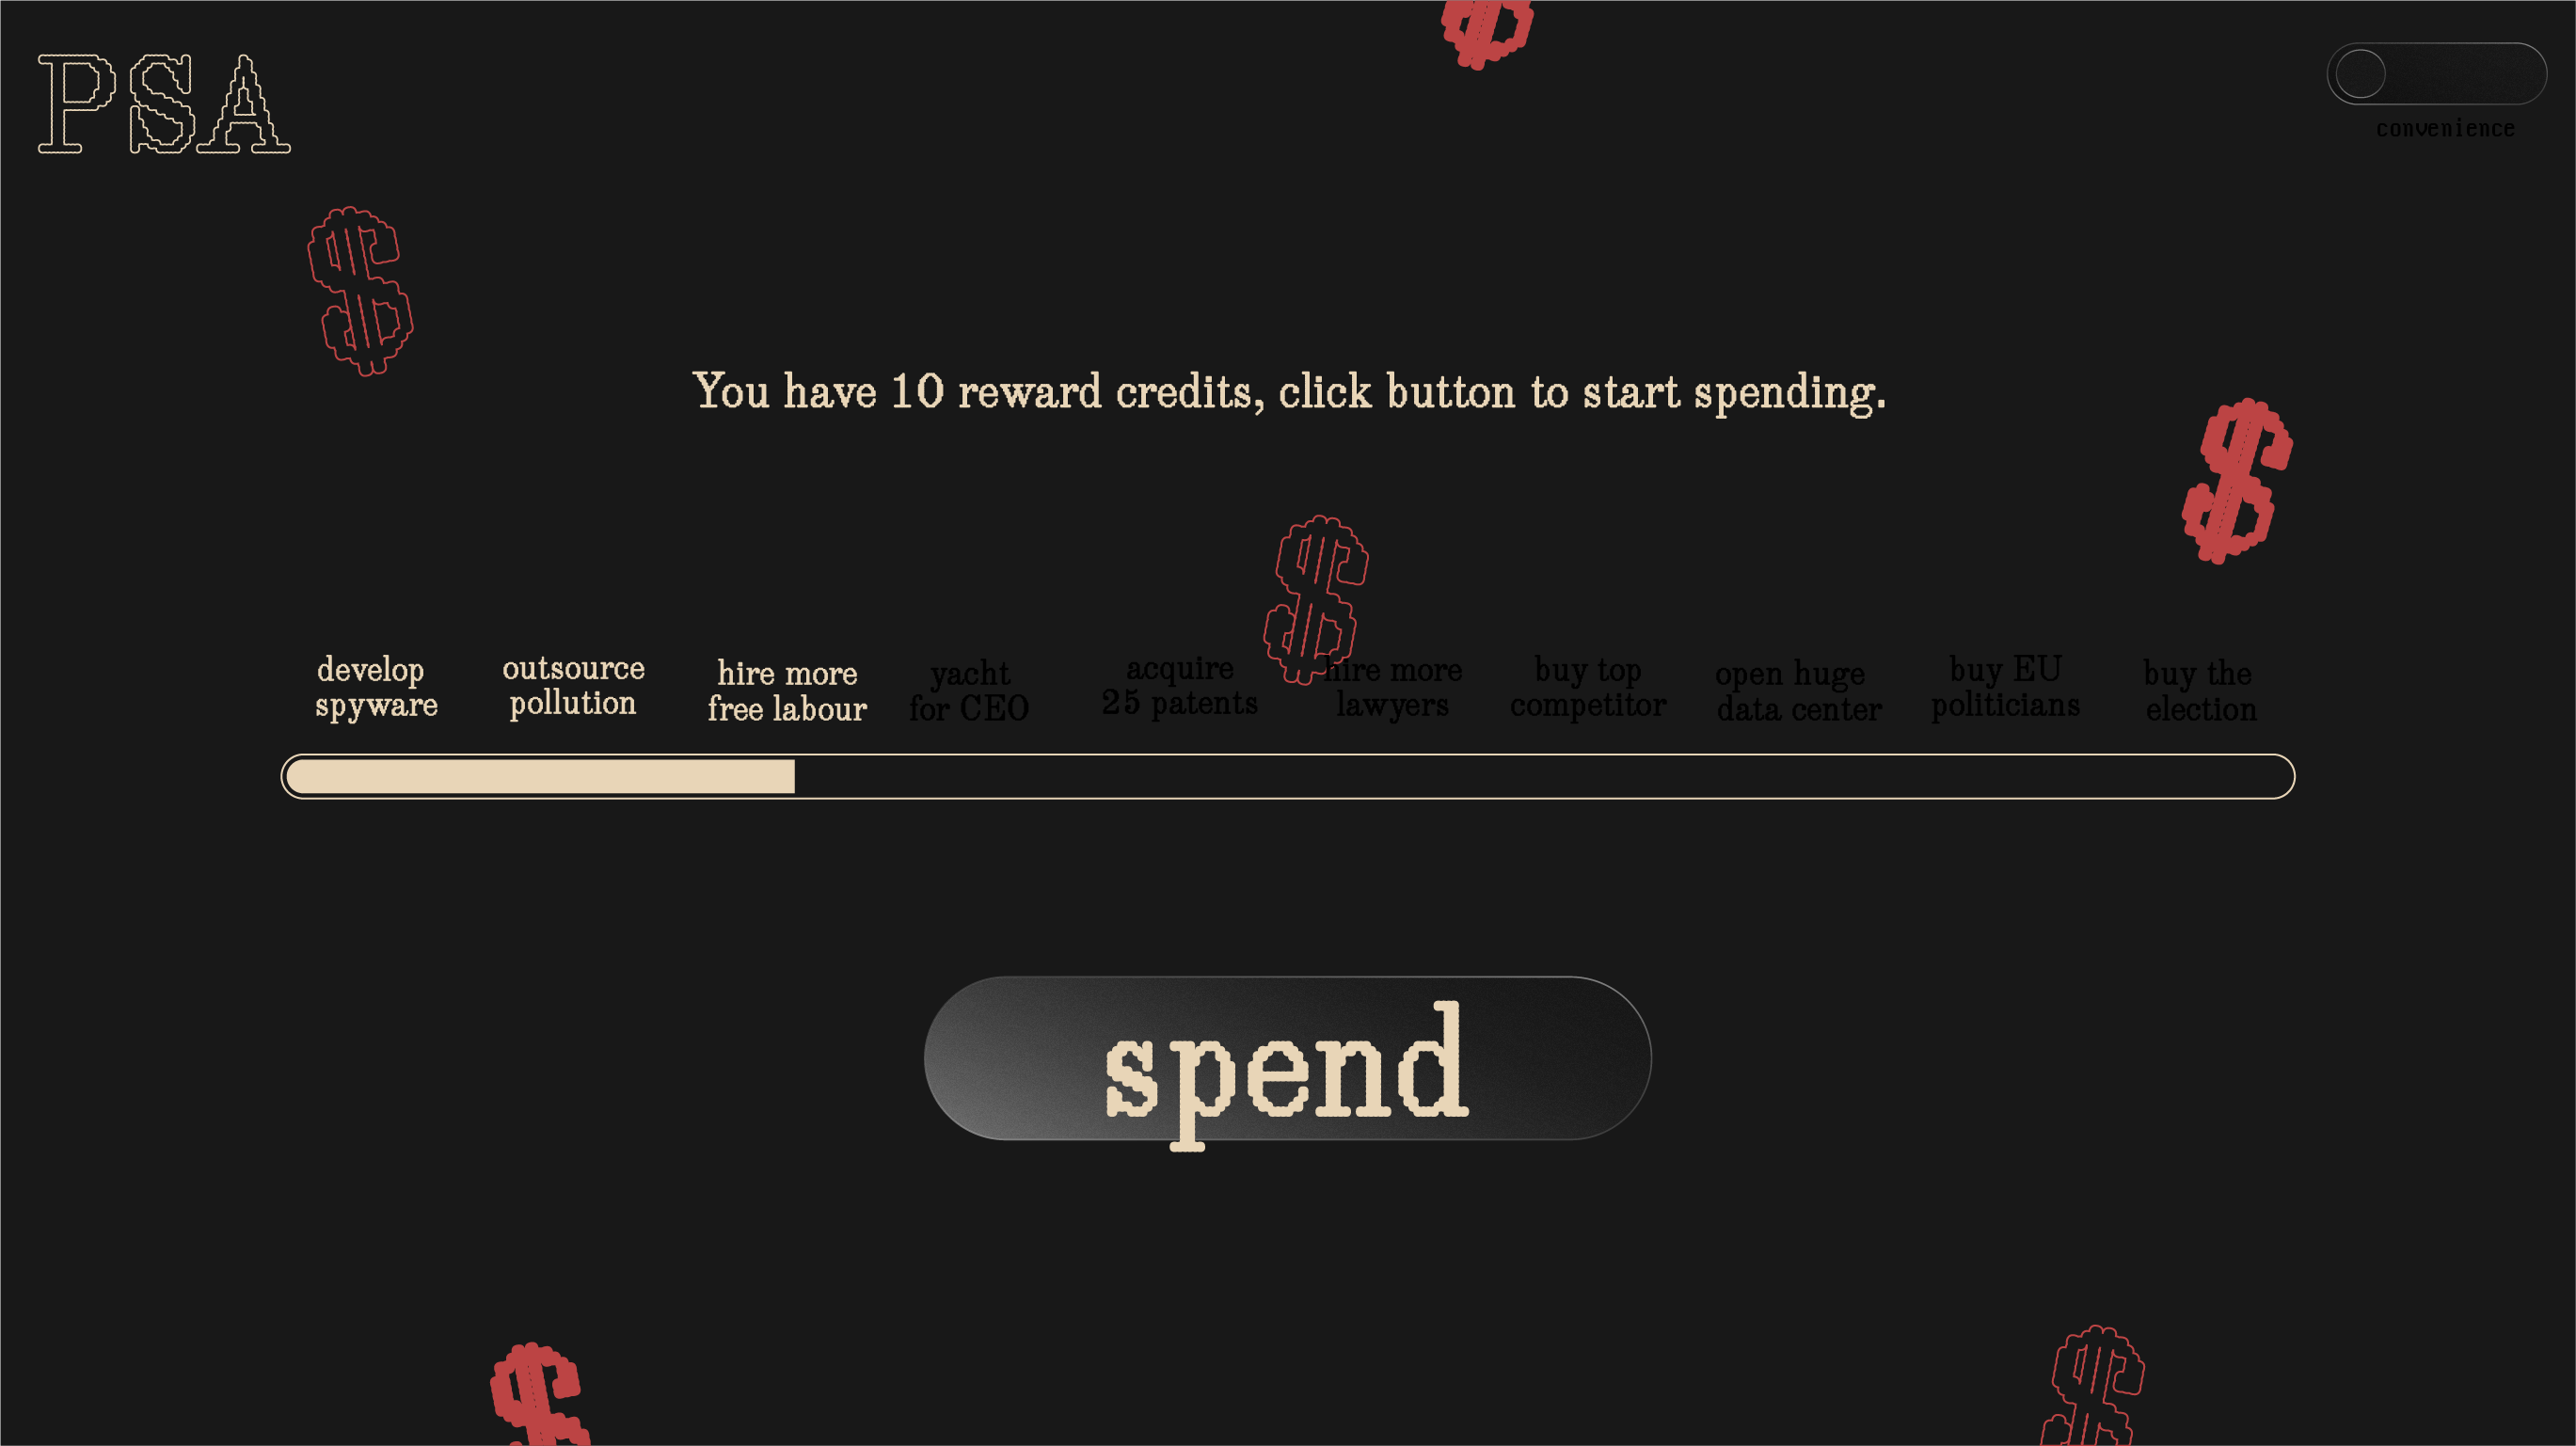 PSA
convenience
$
$
You have 10 reward credits, click button to start spending.
$
$
develop
spyware
outsource
pollution
hire more
free labour
yacht
for CEO
acquire
25 patents
hire more
lawyers
buy top
competitor
open huge
data center
buy EU
politicians
buy the
election
spend
$
$